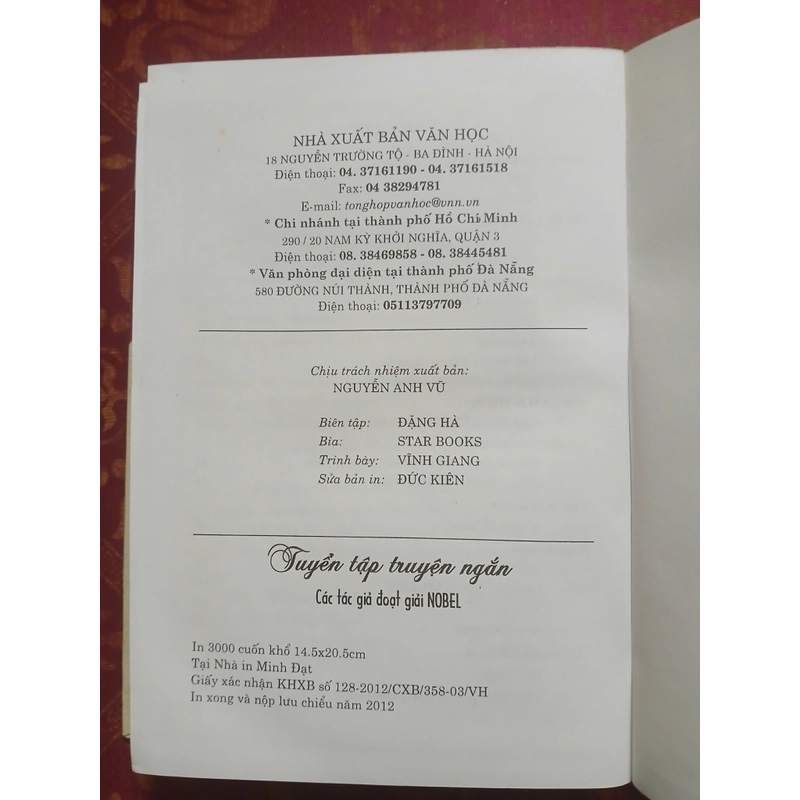 NHÀ XUẤT BẢN VĂN HỌC
18 NGUYỄN TRƯỜNG TỘ - BA ĐÌNH - HÀ NỘI
Điện thoại: 04. 37161190 - 04. 37161518
Fax: 04 38294781
E-mail: tonghopvanhoc@vnn.vn
* Chi nhánh tại thành phố Hồ Chí Minh
290 / 20 NAM KỲ KHỞI NGHĨA, QUẬN 3
Điện thoại: 08. 38469858 - 08. 38445481
* Văn phòng đại diện tại thành phố Đà Nẵng
580 ĐƯỜNG NÚI THÀNH, THÀNH PHỐ ĐÀ NẴNG
Điện thoại: 05113797709
Chịu trách nhiệm xuất bản:
NGUYỄN ANH VŨ
Biên tập: ĐẶNG HÀ
Bìa: STAR BOOKS
Trình bày: VĨNH GIANG
Sửa bản in: ĐỨC KIÊN
Tuyển tập truyện ngắn
Các tác giả đoạt giải NOBEL
In 3000 cuốn khổ 14.5x20.5cm
Tại Nhà in Minh Đạt
Giấy xác nhận KHXB số 128-2012/CXB/358-03/VH
In xong và nộp lưu chiểu năm 2012